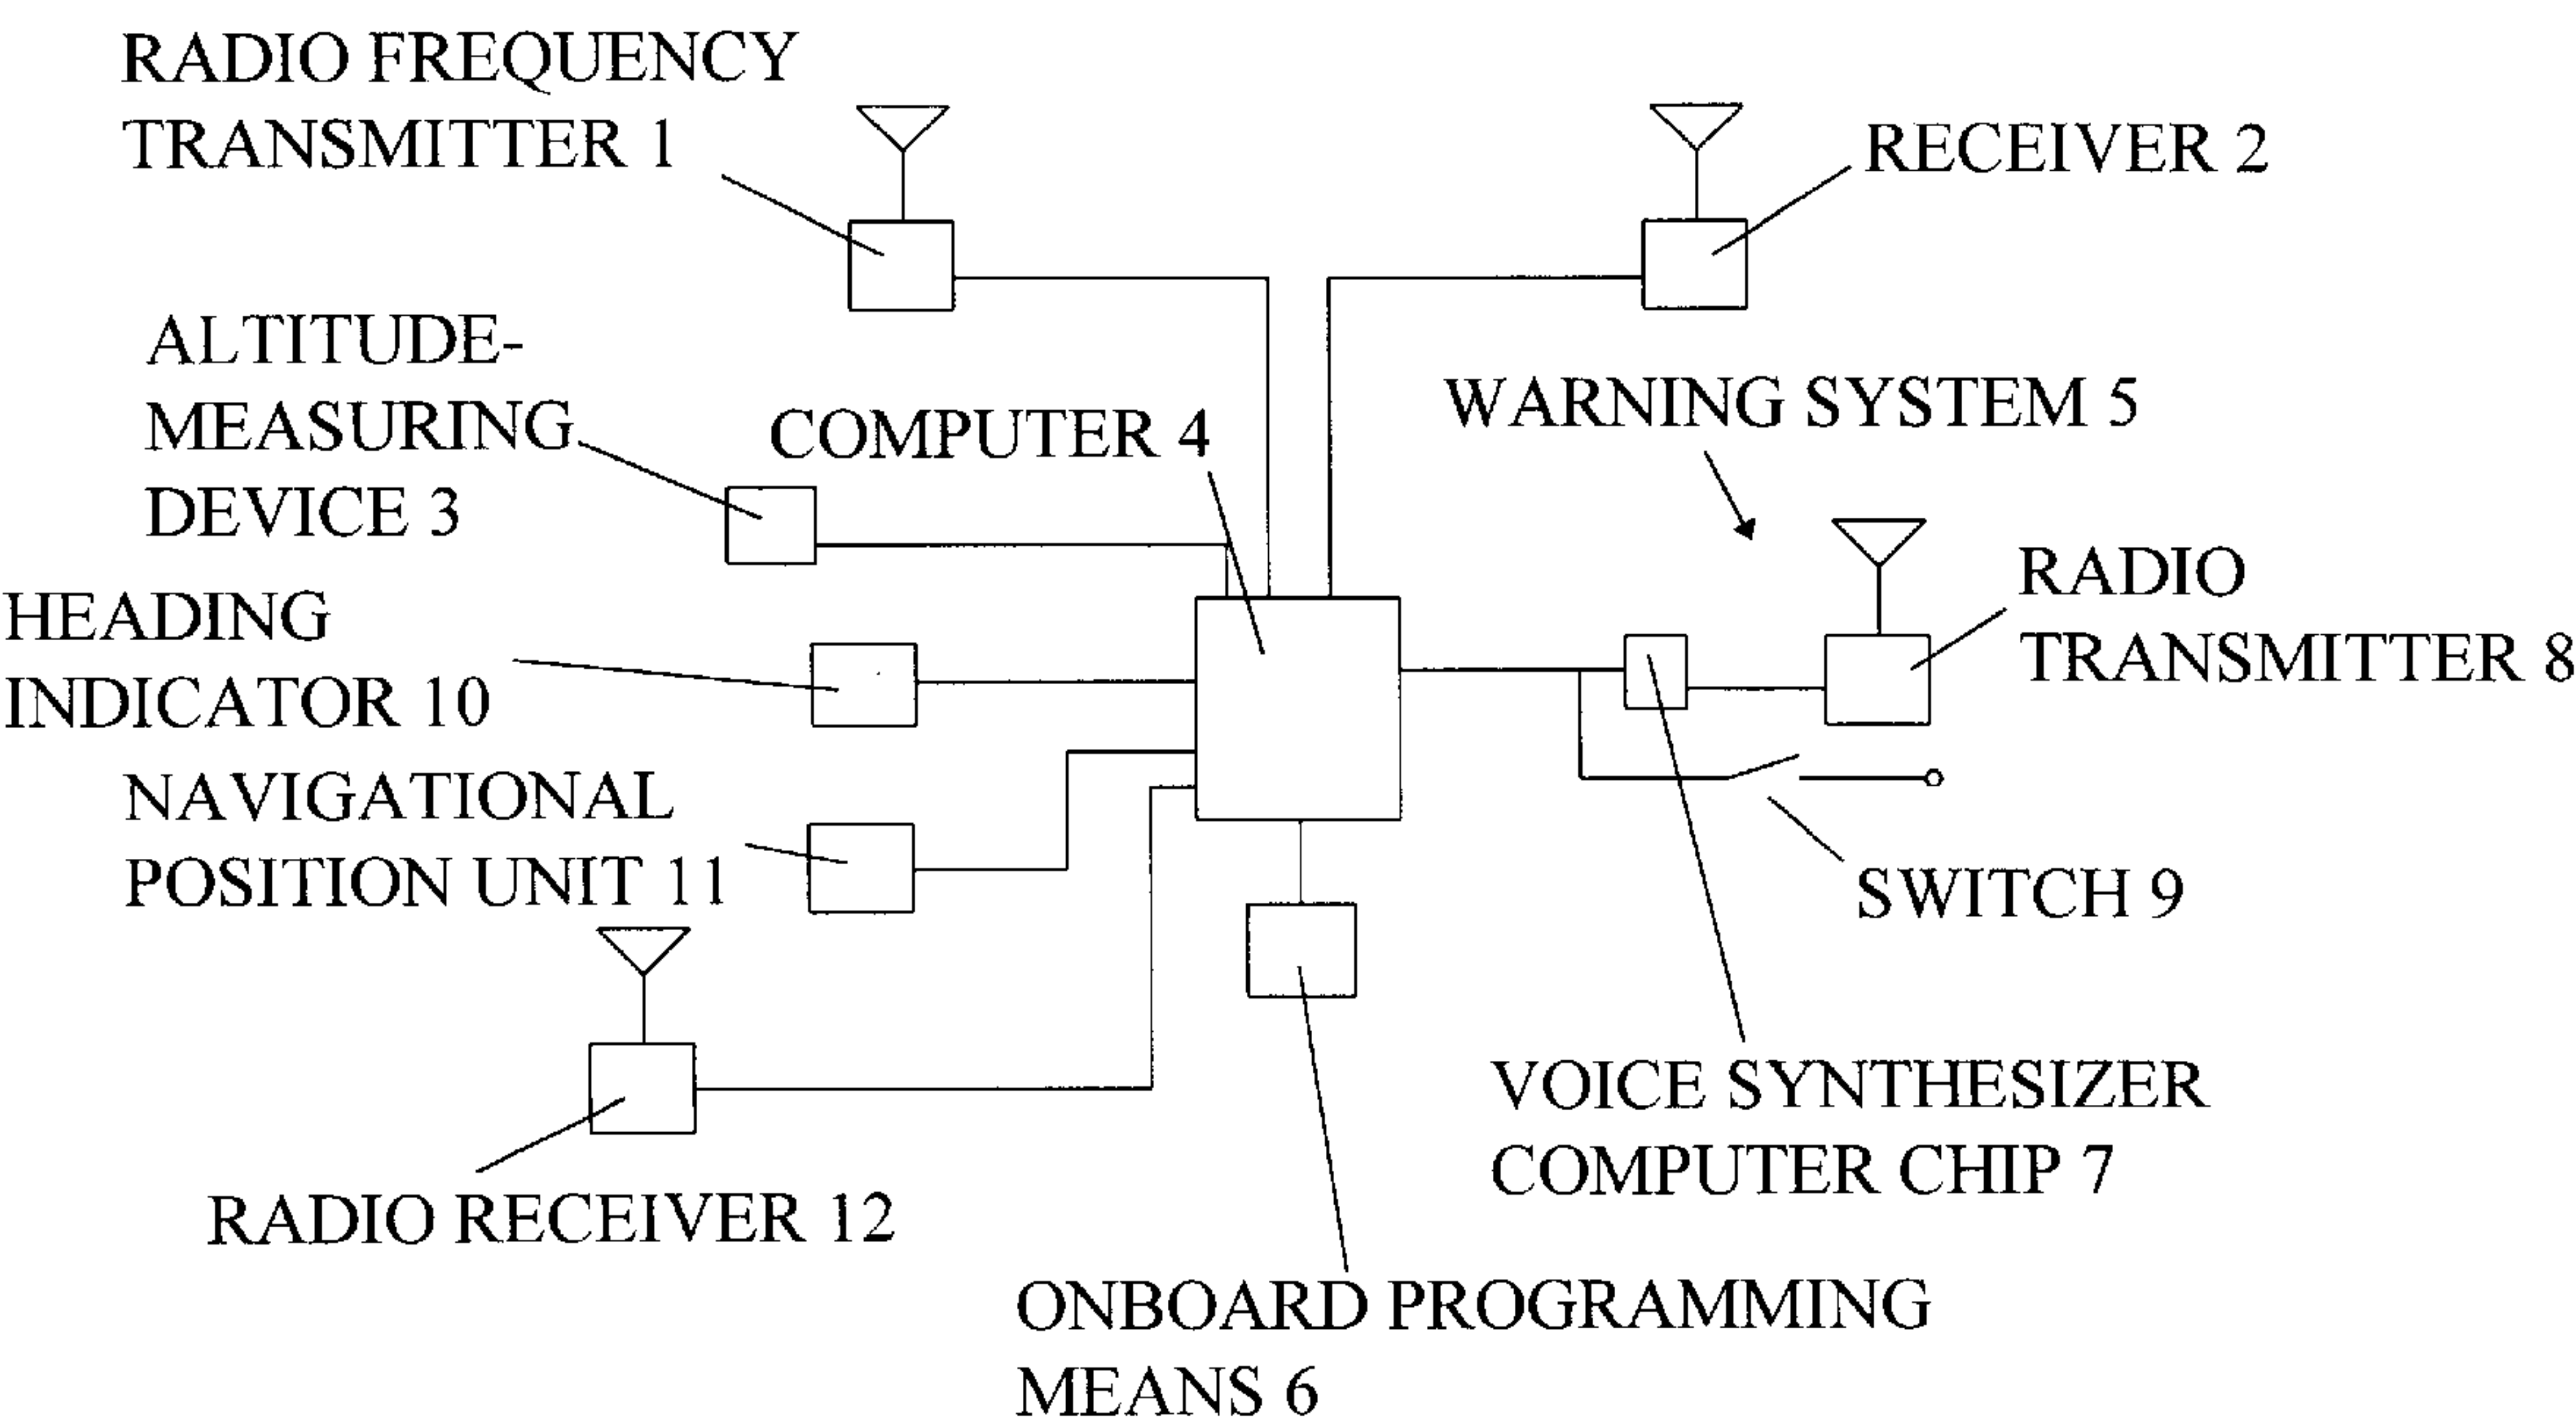 RADIO FREQUENCY
TRANSMITTER 1
RECEIVER 2
ALTITUDE-
MEASURING
DEVICE 3
COMPUTER 4
WARNING SYSTEM 5
RADIO
TRANSMITTER 8
HEADING
INDICATOR 10
NAVIGATIONAL
POSITION UNIT 11
SWITCH 9
VOICE SYNTHESIZER
COMPUTER CHIP 7
RADIO RECEIVER 12
ONBOARD PROGRAMMING
MEANS 6